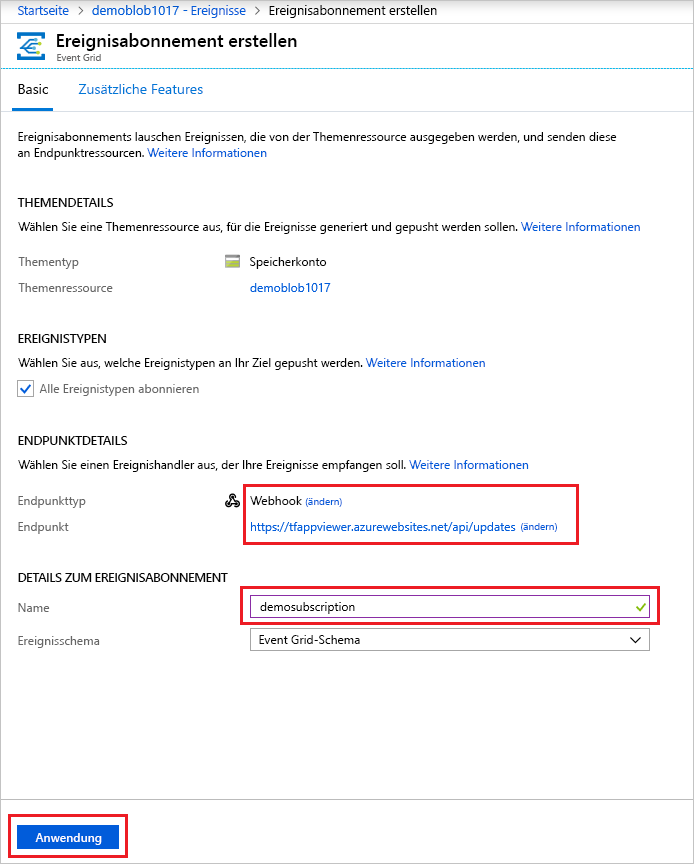 Startseite > demoblob1017 - Ereignisse > Ereignisabonnement erstellen
Ereignisabonnement erstellen
Event Grid
Basic Zusätzliche Features
Ereignisabonnements lauschen Ereignissen, die von der Themenressource ausgegeben werden, und senden diese
an Endpunktressourcen. Weitere Informationen
THEMENDETAILS
Wählen Sie eine Themenressource aus, für die Ereignisse generiert und gepusht werden sollen. Weitere Informationen
Thementyp Speicherkonto
Themenressource demoblob1017
EREIGNISTYPEN
Wählen Sie aus, welche Ereignistypen an Ihr Ziel gepusht werden. Weitere Informationen
Alle Ereignistypen abonnieren
ENDPUNKTDETAILS
Wählen Sie einen Ereignishandler aus, der Ihre Ereignisse empfangen soll. Weitere Informationen
Endpunkttyp Webhook (ändern)
Endpunkt https://tfappviewer.azurewebsites.net/api/updates (ändern)
DETAILS ZUM EREIGNISABONNEMENT
Name demosubscription
Ereignisschema Event Grid-Schema
Anwendung